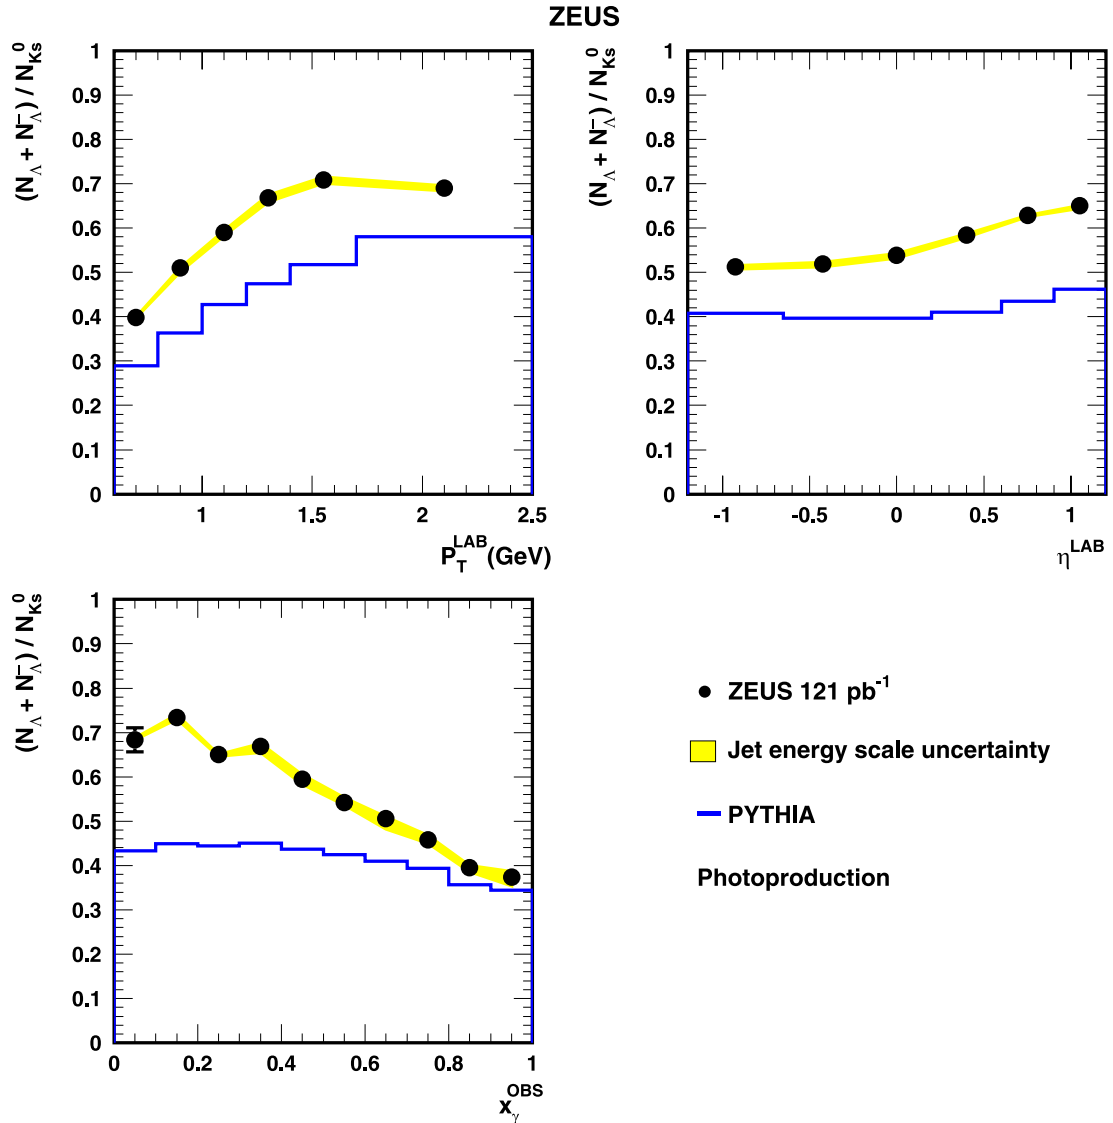 ZEUS
(N_Λ + N_Λ̄) / N_Ks^0
1
0.9
0.8
0.7
0.6
0.5
0.4
0.3
0.2
0.1
0
1 1.5 2 2.5
P_T^LAB (GeV)
(N_Λ + N_Λ̄) / N_Ks^0
1
0.9
0.8
0.7
0.6
0.5
0.4
0.3
0.2
0.1
0
-1 -0.5 0 0.5 1
η^LAB
(N_Λ + N_Λ̄) / N_Ks^0
1
0.9
0.8
0.7
0.6
0.5
0.4
0.3
0.2
0.1
0
0 0.2 0.4 0.6 0.8 1
x_γ^OBS
ZEUS 121 pb^-1
Jet energy scale uncertainty
PYTHIA
Photoproduction